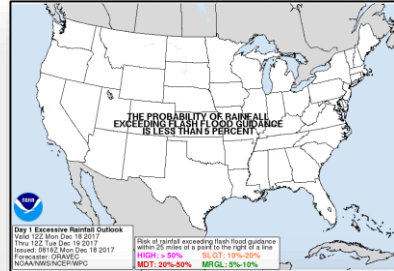 THE PROBABILITY OF RAINFALL
EXCEEDING FLASH FLOOD GUIDANCE
IS LESS THAN 5 PERCENT
NOAA
Day 1 Excessive Rainfall Outlook
Valid 12Z Mon Dec 18 2017
Thru 12Z Tue Dec 19 2017
Issued: 0818Z Mon Dec 18 2017
Forecaster: ORAVEC
NOAA/NWS/NCEP/WPC
Risk of rainfall exceeding flash flood guidance
within 25 miles of a point to the right of a line
HIGH: > 50% SLGT: 10%-20%
MDT: 20%-50% MRGL: 5%-10%